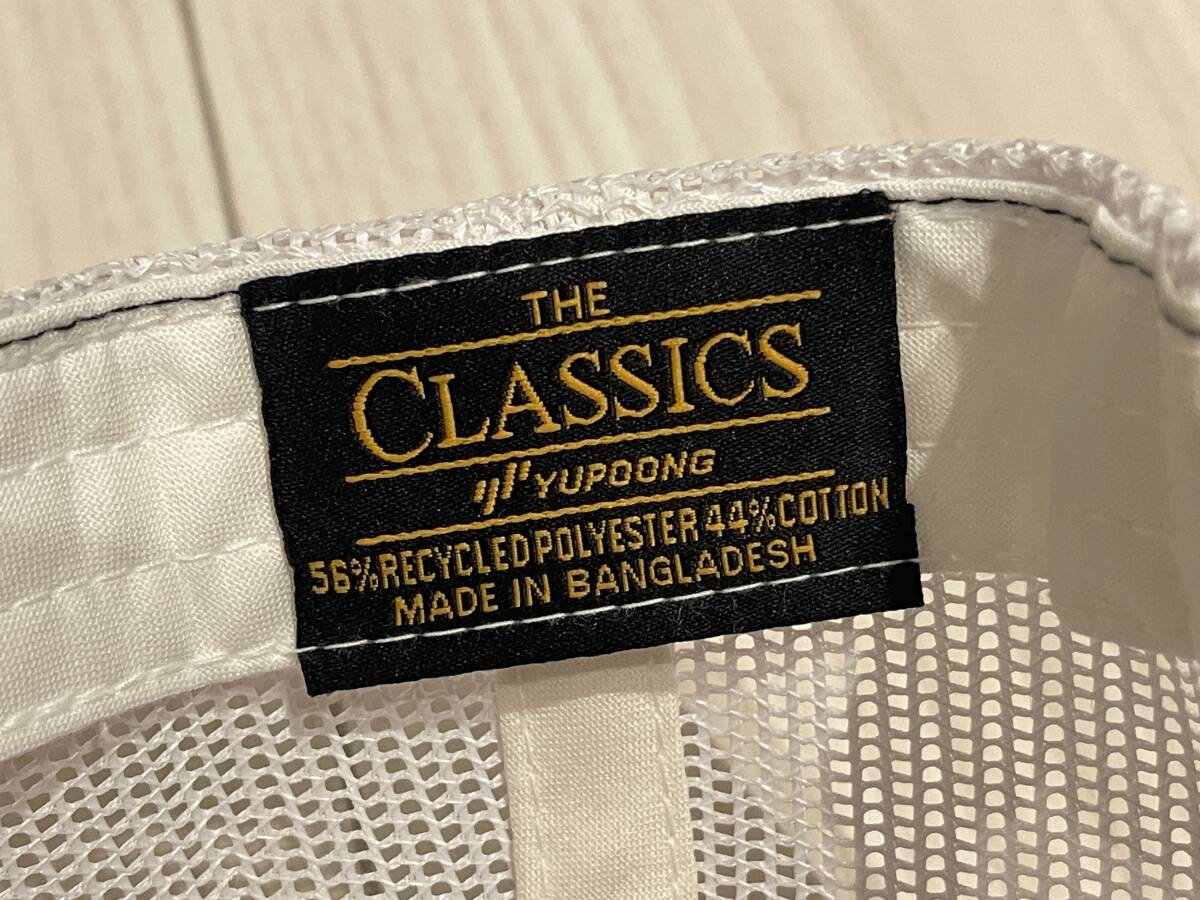 THE
CLASSICS
YUPOONG
56%RECYCLED POLYESTER 44%COTTON
MADE IN BANGLADESH